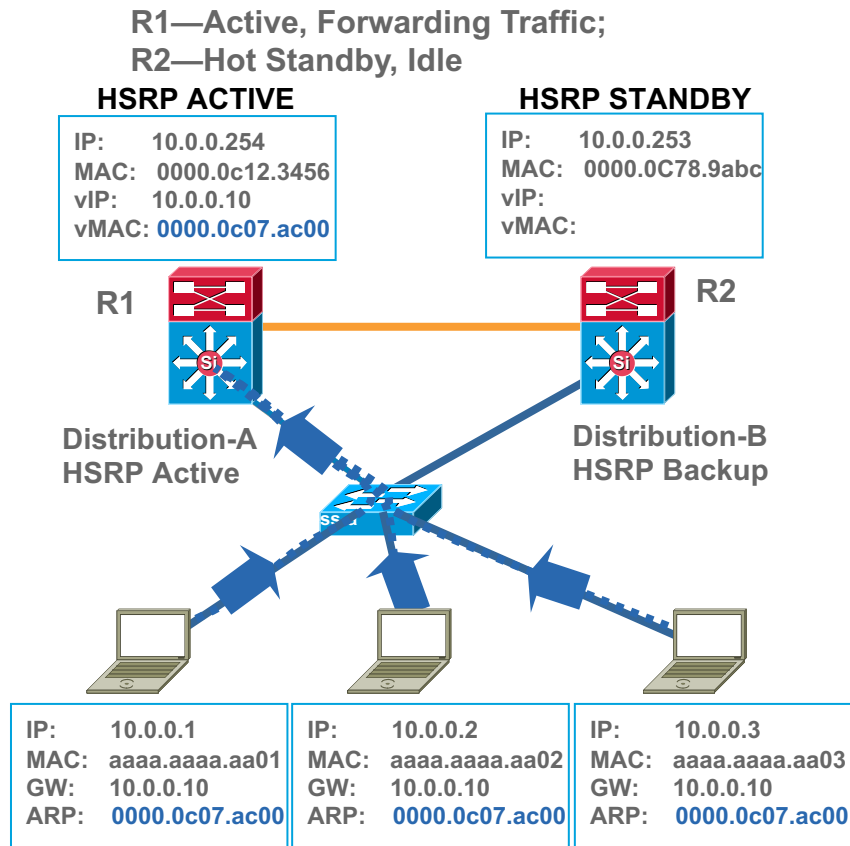 R1—Active, Forwarding Traffic;
R2—Hot Standby, Idle
HSRP ACTIVE
HSRP STANDBY
IP: 10.0.0.254
MAC: 0000.0c12.3456
vIP: 10.0.0.10
vMAC: 0000.0c07.ac00
IP: 10.0.0.253
MAC: 0000.0C78.9abc
vIP:
vMAC:
R1
R2
Si
Si
Distribution-A
HSRP Active
Distribution-B
HSRP Backup
IP: 10.0.0.1
MAC: aaaa.aaaa.aa01
GW: 10.0.0.10
ARP: 0000.0c07.ac00
IP: 10.0.0.2
MAC: aaaa.aaaa.aa02
GW: 10.0.0.10
ARP: 0000.0c07.ac00
IP: 10.0.0.3
MAC: aaaa.aaaa.aa03
GW: 10.0.0.10
ARP: 0000.0c07.ac00